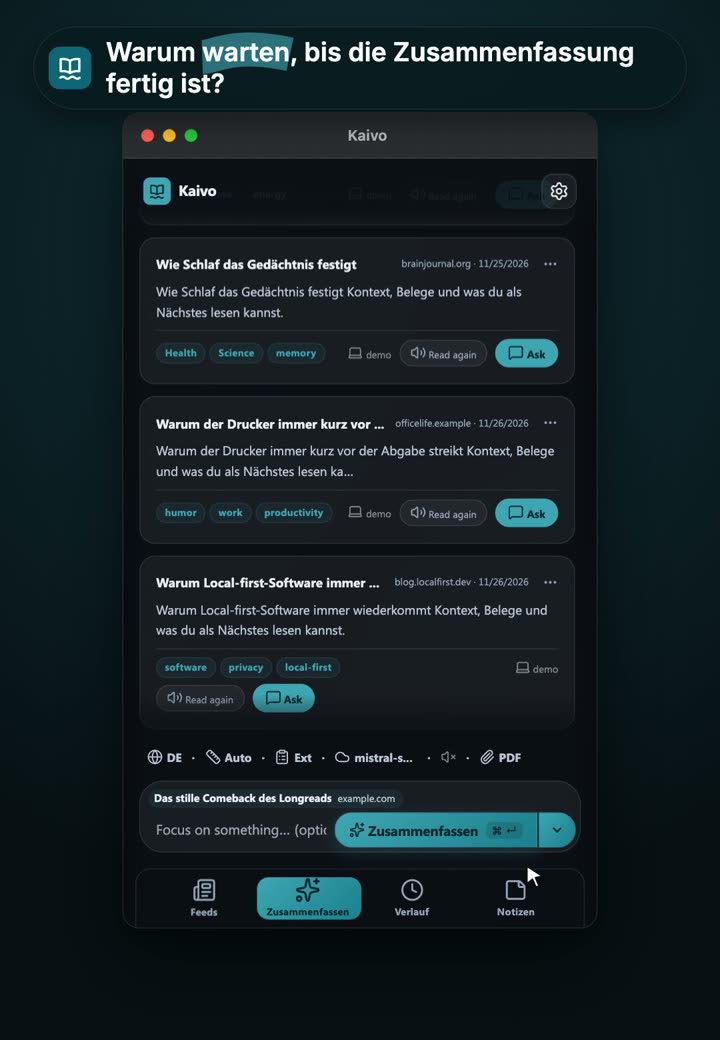 Warum warten, bis die Zusammenfassung
fertig ist?
Kaivo
Kaivo
energy
demo
Read again
Wie Schlaf das Gedächtnis festigt
brainjournal.org · 11/25/2026
Wie Schlaf das Gedächtnis festigt Kontext, Belege und was du als
Nächstes lesen kannst.
Health Science memory demo Read again Ask
Warum der Drucker immer kurz vor ...
officelife.example · 11/26/2026
Warum der Drucker immer kurz vor der Abgabe streikt Kontext, Belege
und was du als Nächstes lesen ka...
humor work productivity demo Read again Ask
Warum Local-first-Software immer ...
blog.localfirst.dev · 11/26/2026
Warum Local-first-Software immer wiederkommt Kontext, Belege und
was du als Nächstes lesen kannst.
software privacy local-first demo
Read again Ask
DE · Auto · Ext · mistral-s... · · PDF
Das stille Comeback des Longreads example.com
Focus on something... (optic
Zusammenfassen ⌘ ↵
Feeds Zusammenfassen Verlauf Notizen